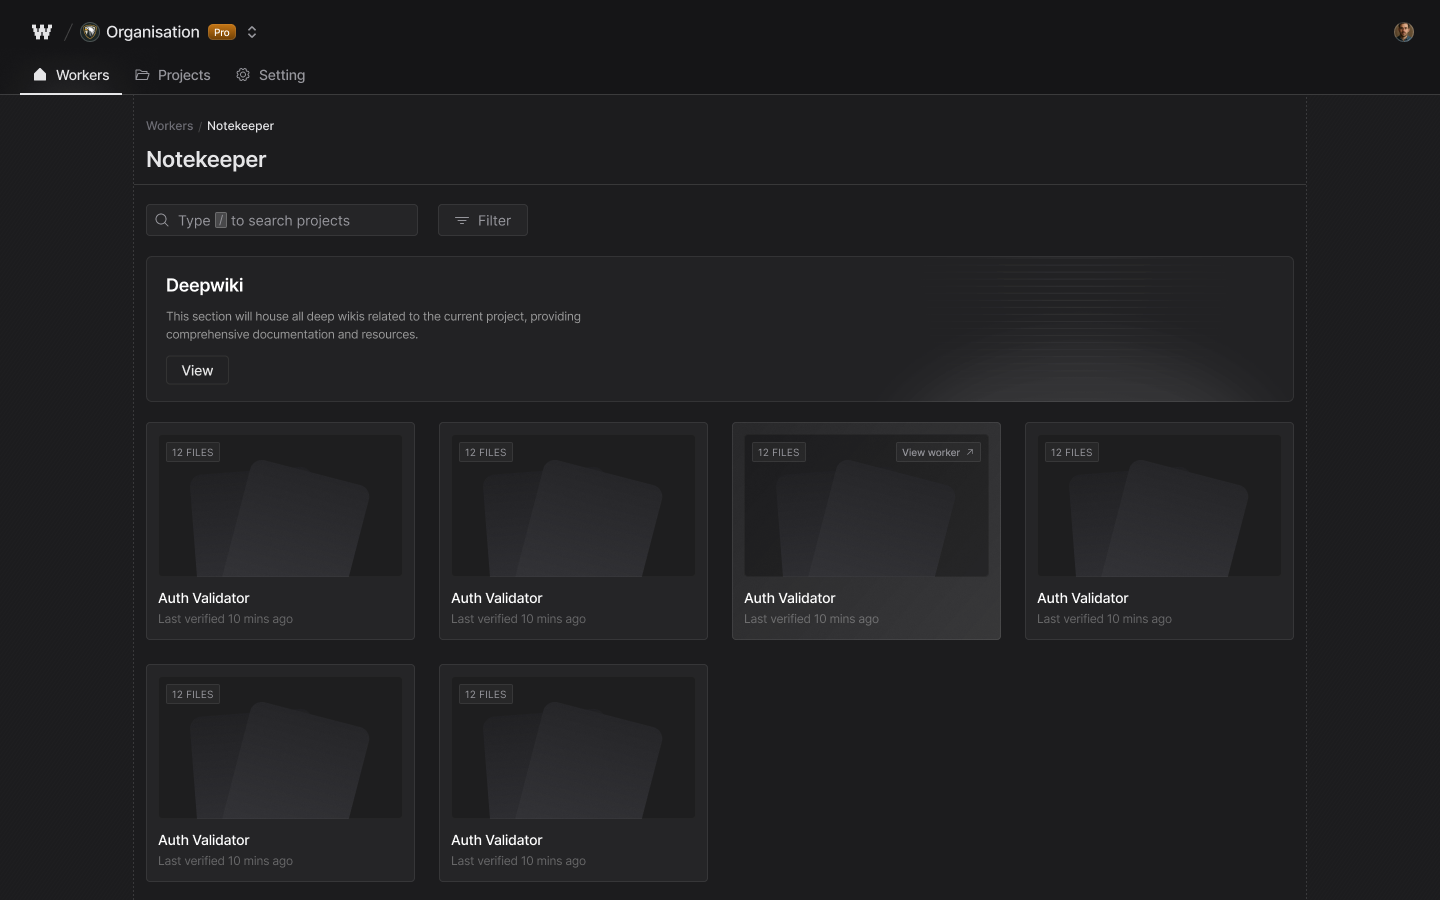 W / Organisation Pro
Workers Projects Setting
Workers / Notekeeper
Notekeeper
Type / to search projects Filter
Deepwiki
This section will house all deep wikis related to the current project, providing
comprehensive documentation and resources.
View
12 FILES
Auth Validator
Last verified 10 mins ago
12 FILES
Auth Validator
Last verified 10 mins ago
12 FILES View worker ↗
Auth Validator
Last verified 10 mins ago
12 FILES
Auth Validator
Last verified 10 mins ago
12 FILES
Auth Validator
Last verified 10 mins ago
12 FILES
Auth Validator
Last verified 10 mins ago